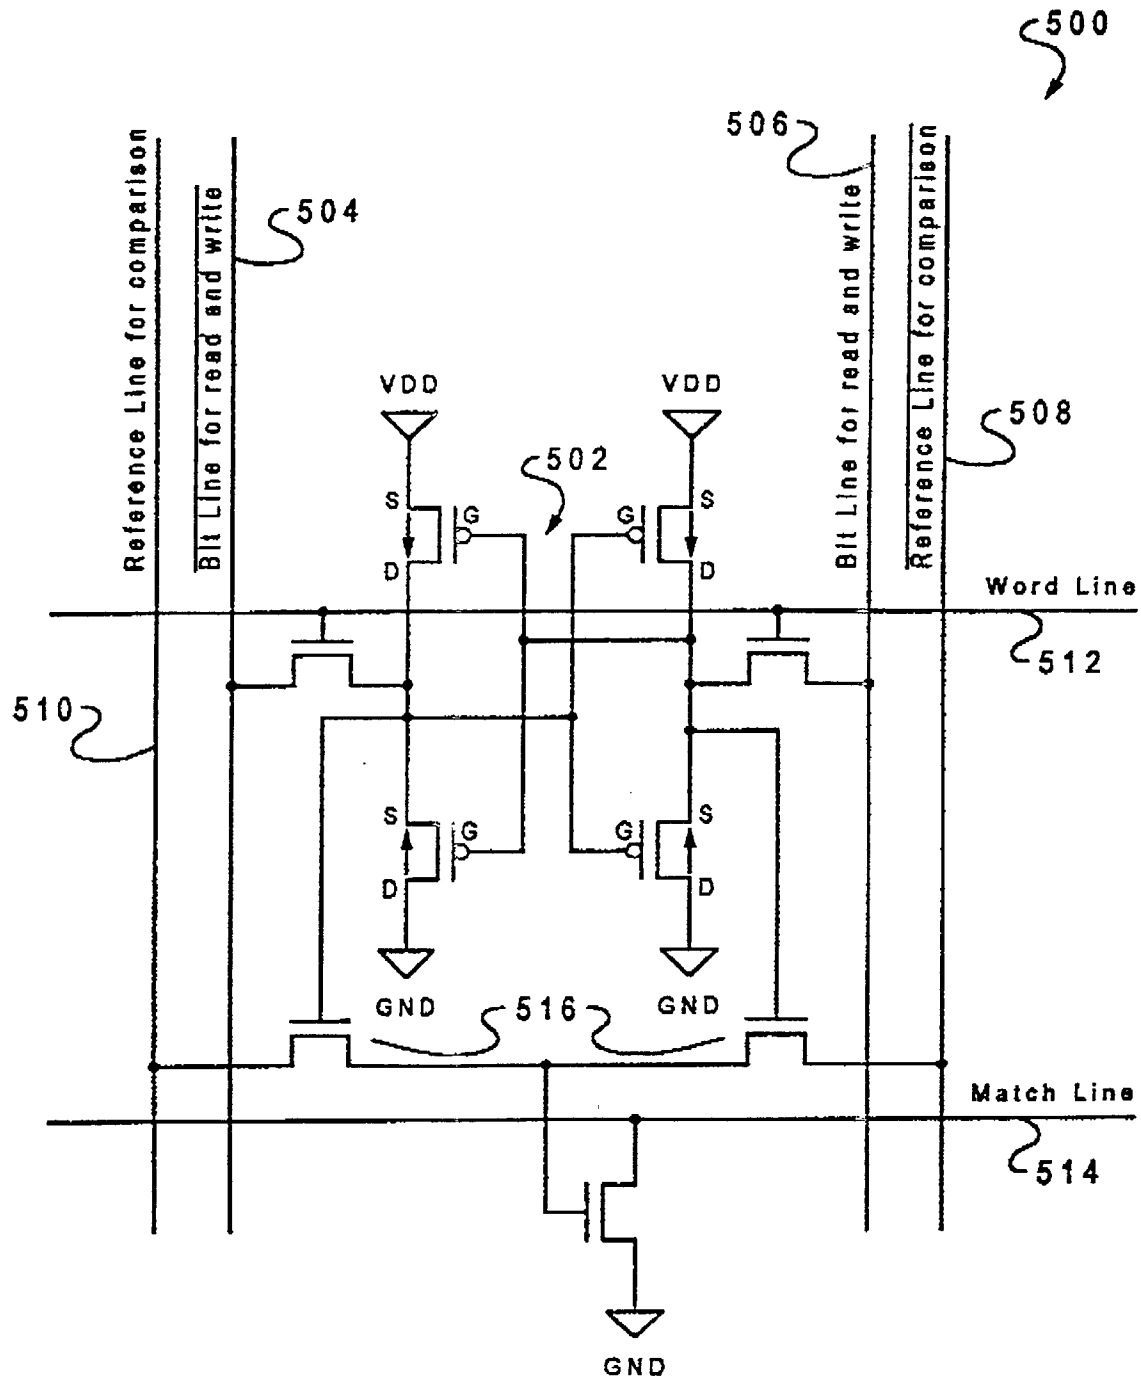 500
506
Reference Line for comparison
Bit Line for read and write
504
Bit Line for read and write
Reference Line for comparison
508
VDD
VDD
502
S
G
D
G
S
D
Word Line
512
510
S
G
D
G
S
D
GND
GND
516
Match Line
514
GND